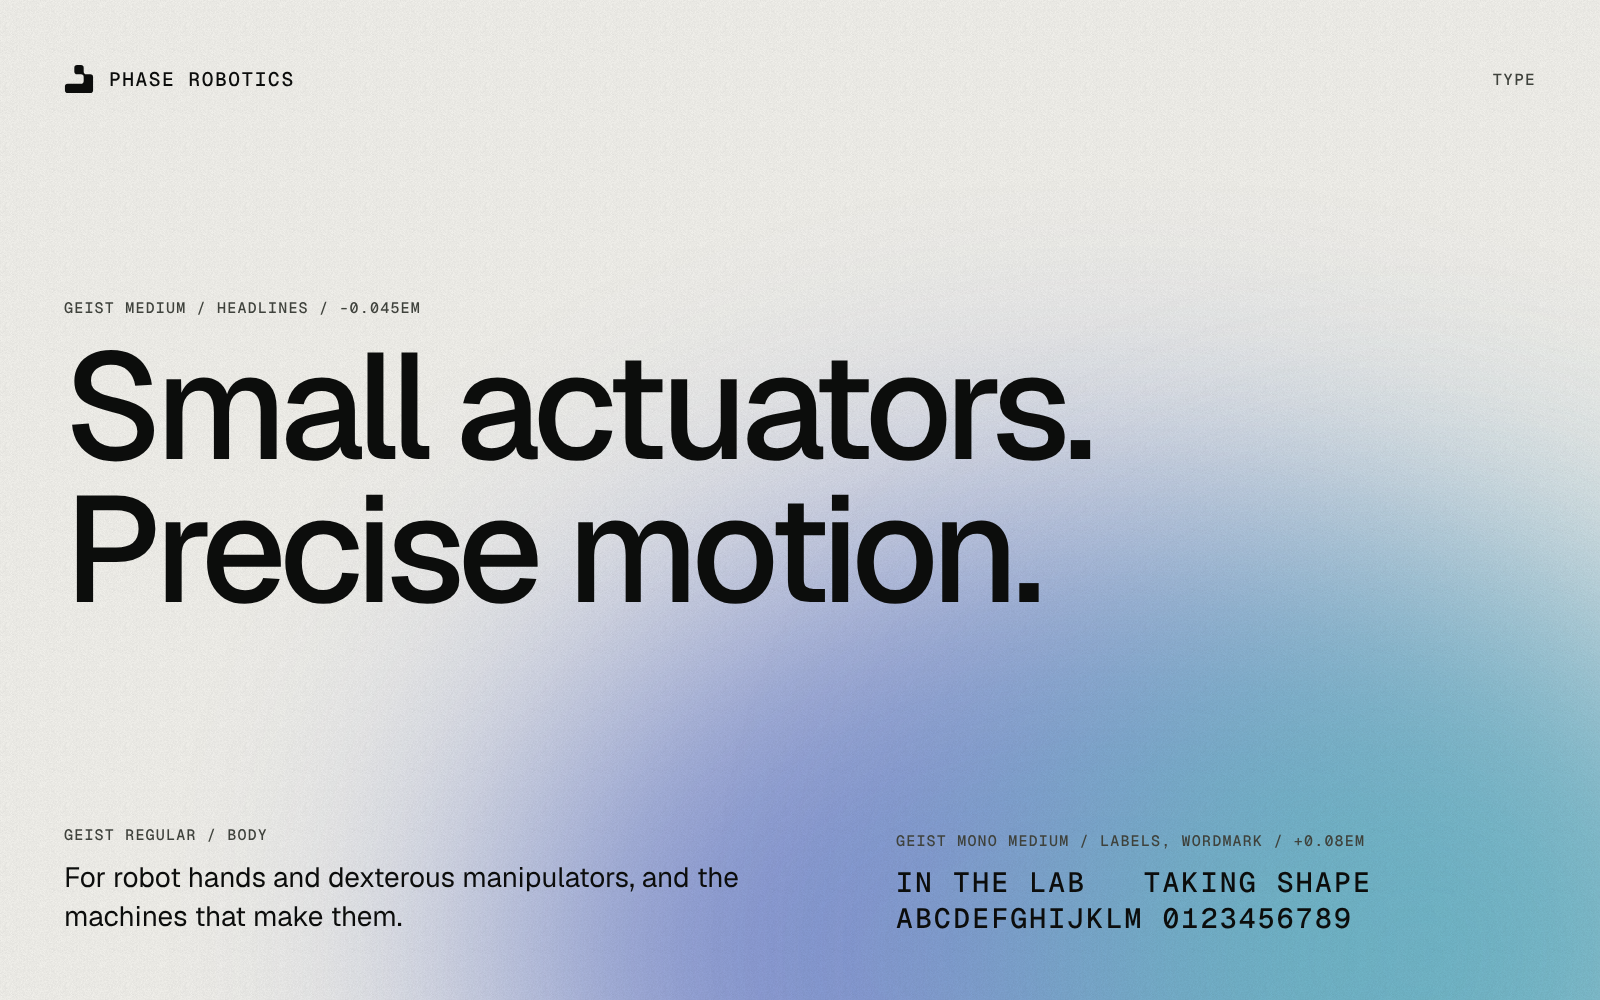 PHASE ROBOTICS
TYPE
GEIST MEDIUM / HEADLINES / -0.045EM
Small actuators.
Precise motion.
GEIST REGULAR / BODY
For robot hands and dexterous manipulators, and the
machines that make them.
GEIST MONO MEDIUM / LABELS, WORDMARK / +0.08EM
IN THE LAB   TAKING SHAPE
ABCDEFGHIJKLM 0123456789